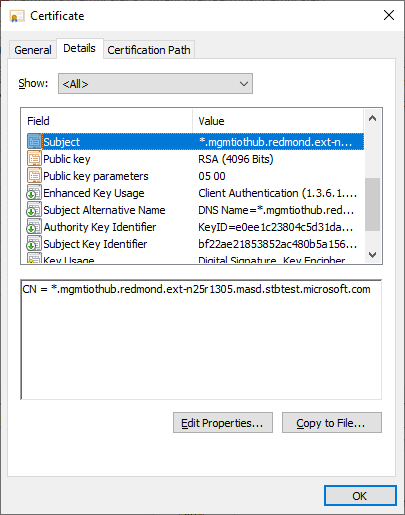 Certificate
General Details Certification Path
Show: <All>
Field Value
Subject *.mgmtiothub.redmond.ext-n...
Public key RSA (4096 Bits)
Public key parameters 05 00
Enhanced Key Usage Client Authentication (1.3.6.1....
Subject Alternative Name DNS Name=*.mgmtiothub.red...
Authority Key Identifier KeyID=e0ee1c23804c5d31da...
Subject Key Identifier bf22ae21853852ac480b5a156...
Key Usage Digital Signature, Key Encipher
CN = *.mgmtiothub.redmond.ext-n25r1305.masd.stbtest.microsoft.com
Edit Properties... Copy to File...
OK